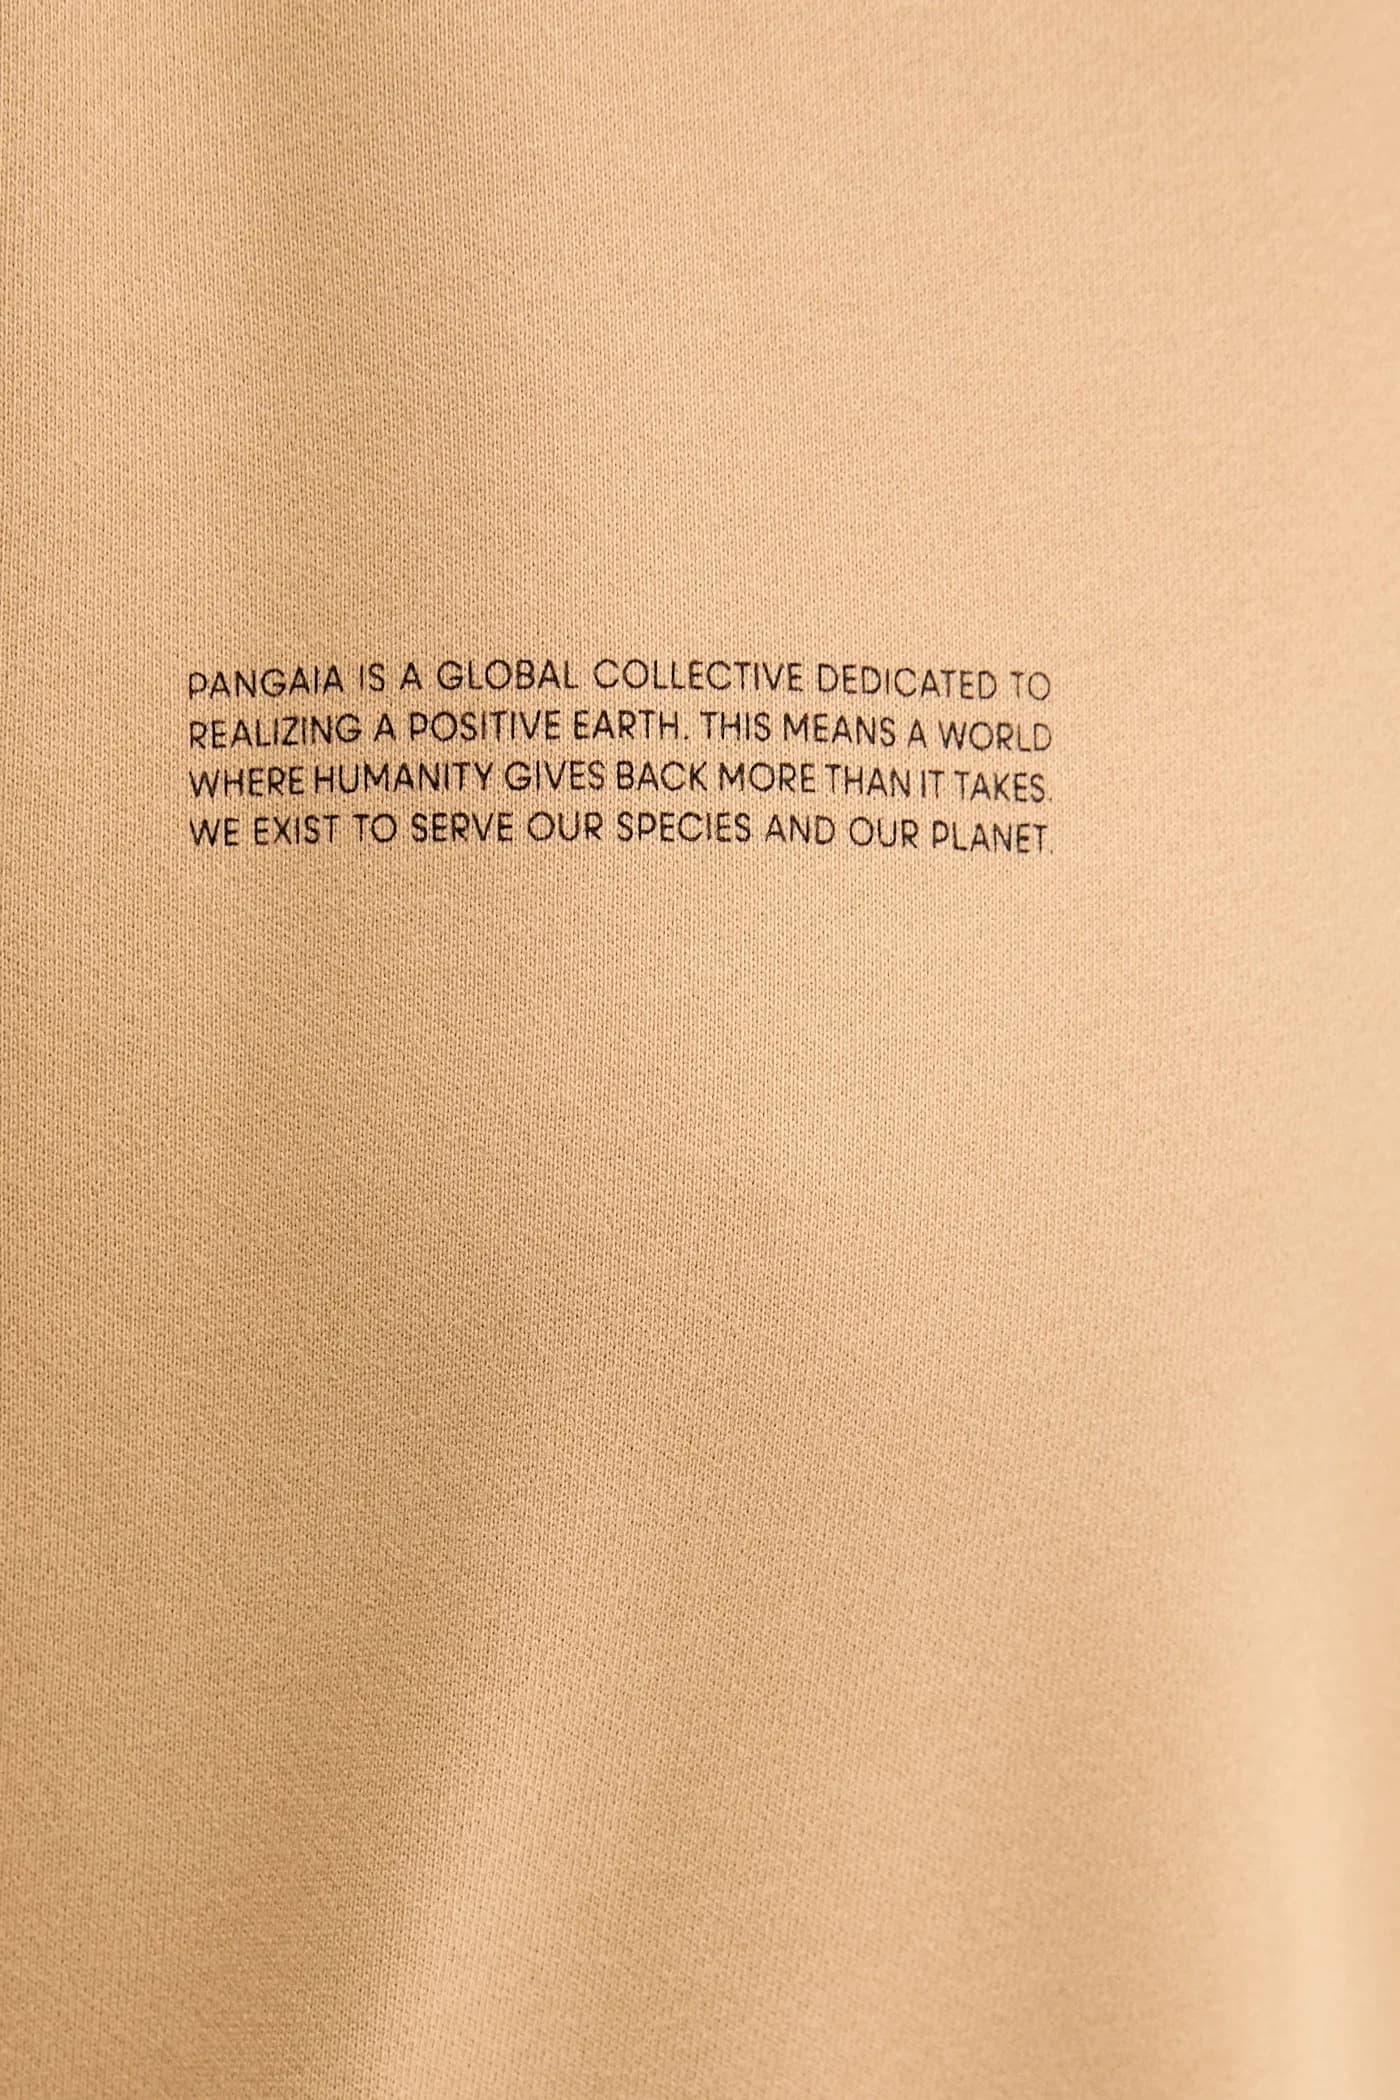 PANGAIA IS A GLOBAL COLLECTIVE DEDICATED TO
REALIZING A POSITIVE EARTH. THIS MEANS A WORLD
WHERE HUMANITY GIVES BACK MORE THAN IT TAKES.
WE EXIST TO SERVE OUR SPECIES AND OUR PLANET.